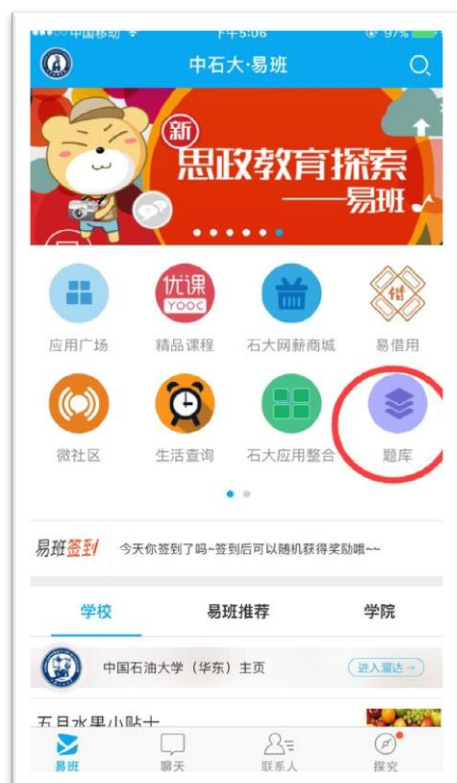 中国移动 下午5:06 97%
中石大·易班
新
思政教育探索
——易班
应用广场 精品课程 石大网薪商城 易借用
优课
YOOC
借
微社区 生活查询 石大应用整合 题库
易班签到 今天你签到了吗~签到后可以随机获得奖励哦~~
学校 易班推荐 学院
中国石油大学（华东）主页 进入溜达→
五月水果小贴士
易班 聊天 联系人 探究